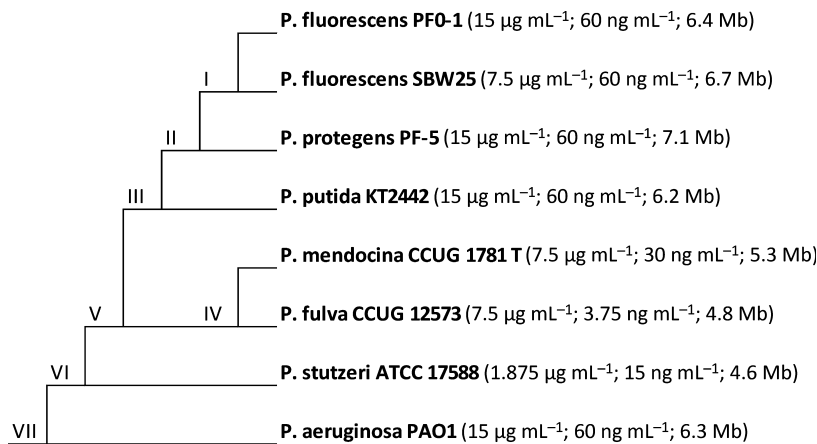 P. fluorescens PF0-1 (15 µg mL⁻¹; 60 ng mL⁻¹; 6.4 Mb)
I
P. fluorescens SBW25 (7.5 µg mL⁻¹; 60 ng mL⁻¹; 6.7 Mb)
II
P. protegens PF-5 (15 µg mL⁻¹; 60 ng mL⁻¹; 7.1 Mb)
III
P. putida KT2442 (15 µg mL⁻¹; 60 ng mL⁻¹; 6.2 Mb)
P. mendocina CCUG 1781 T (7.5 µg mL⁻¹; 30 ng mL⁻¹; 5.3 Mb)
V
IV
P. fulva CCUG 12573 (7.5 µg mL⁻¹; 3.75 ng mL⁻¹; 4.8 Mb)
VI
P. stutzeri ATCC 17588 (1.875 µg mL⁻¹; 15 ng mL⁻¹; 4.6 Mb)
VII
P. aeruginosa PAO1 (15 µg mL⁻¹; 60 ng mL⁻¹; 6.3 Mb)